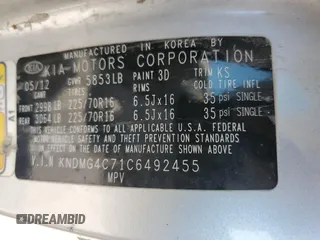 MANUFACTURED IN KOREA BY
KIA KIA MOTORS CORPORATION
05/12 GVWR 5853LB PAINT 3D TRIM KS
GAWR TIRES RIMS COLD TIRE INFL
FRONT 2998LB 225/70R16 6.5Jx16 35 psi SINGLE
REAR 3064LB 225/70R16 6.5Jx16 35 psi SINGLE
THIS VEHICLE CONFORMS TO ALL APPLICABLE U.S. FEDERAL
MOTOR VEHICLE SAFETY AND THEFT PREVENTION STANDARDS
IN EFFECT ON THE DATE OF MANUFACTURE SHOWN ABOVE.
V.I.N KNDMG4C71C6492455
MPV
A1